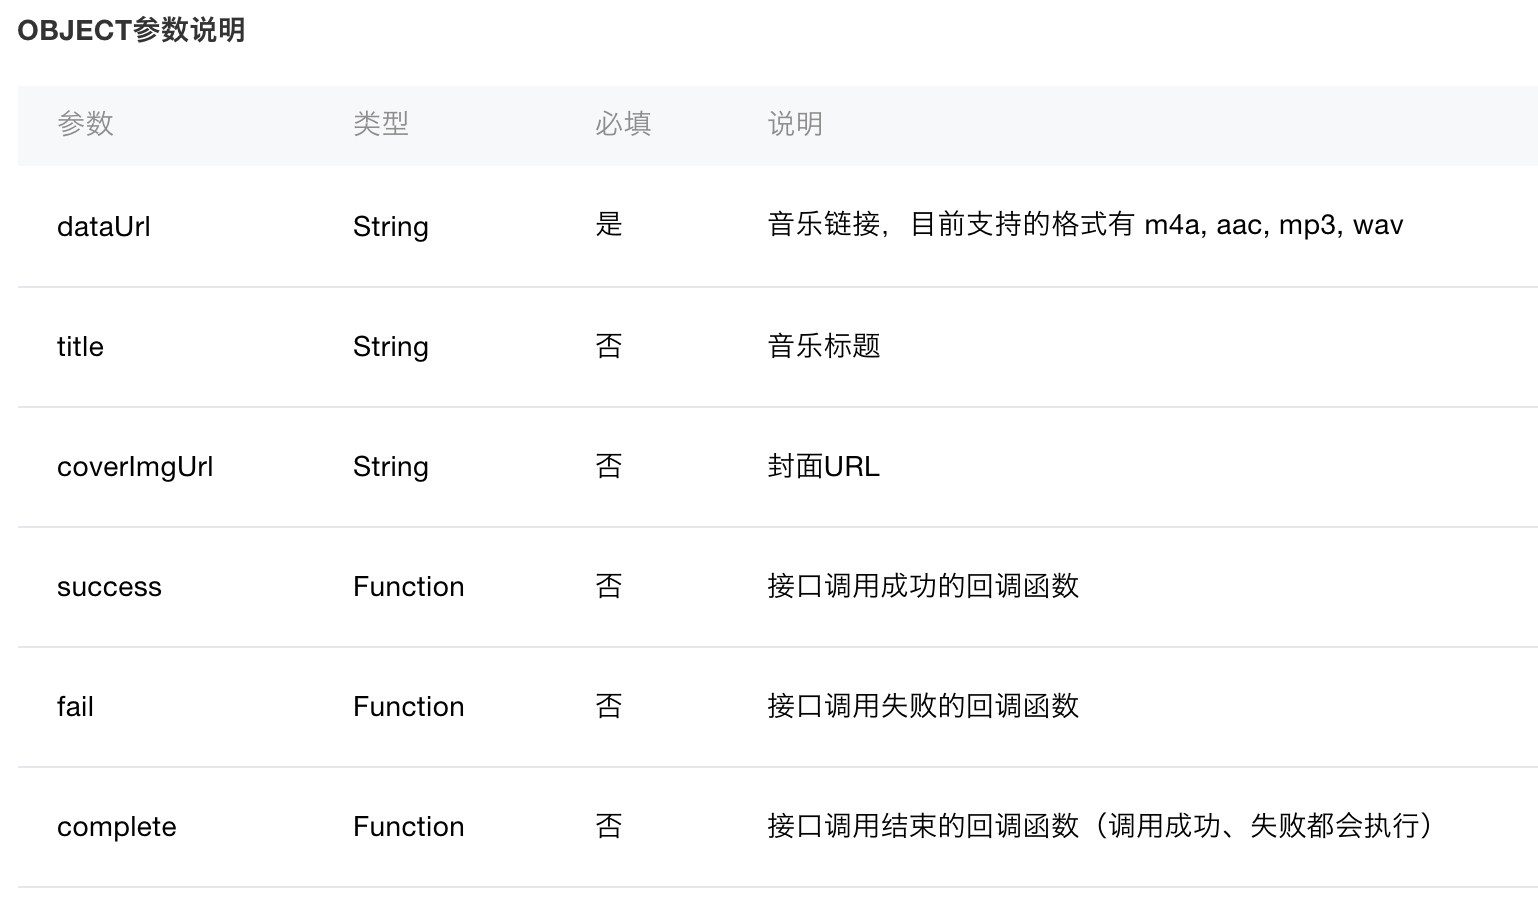 OBJECT参数说明
参数 类型 必填 说明
dataUrl String 是 音乐链接，目前支持的格式有 m4a, aac, mp3, wav
title String 否 音乐标题
coverImgUrl String 否 封面URL
success Function 否 接口调用成功的回调函数
fail Function 否 接口调用失败的回调函数
complete Function 否 接口调用结束的回调函数（调用成功、失败都会执行）